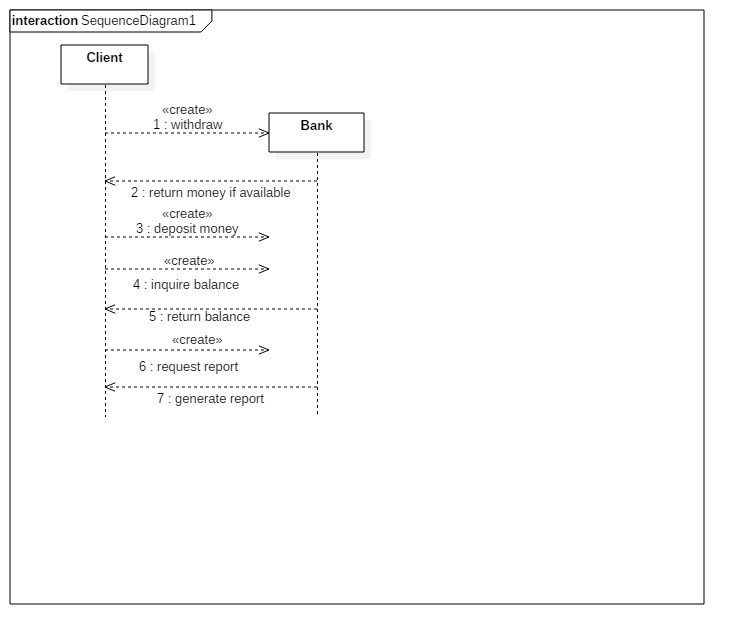 interaction SequenceDiagram1
Client
«create»
1 : withdraw
Bank
2 : return money if available
«create»
3 : deposit money
«create»
4 : inquire balance
5 : return balance
«create»
6 : request report
7 : generate report